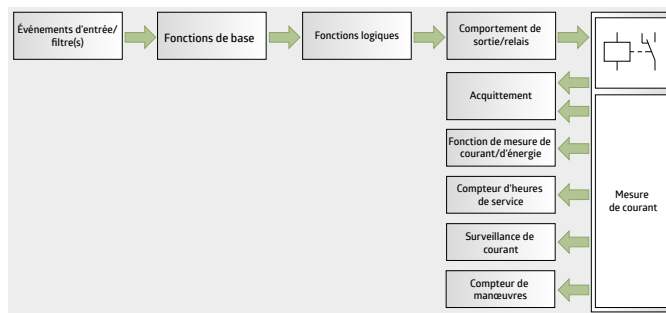 Événements d'entrée/
filtre(s)
Fonctions de base
Fonctions logiques
Comportement de
sortie/relais
Acquittement
Fonction de mesure de
courant/d'énergie
Compteur d'heures
de service
Surveillance de
courant
Compteur de
manœuvres
Mesure
de courant